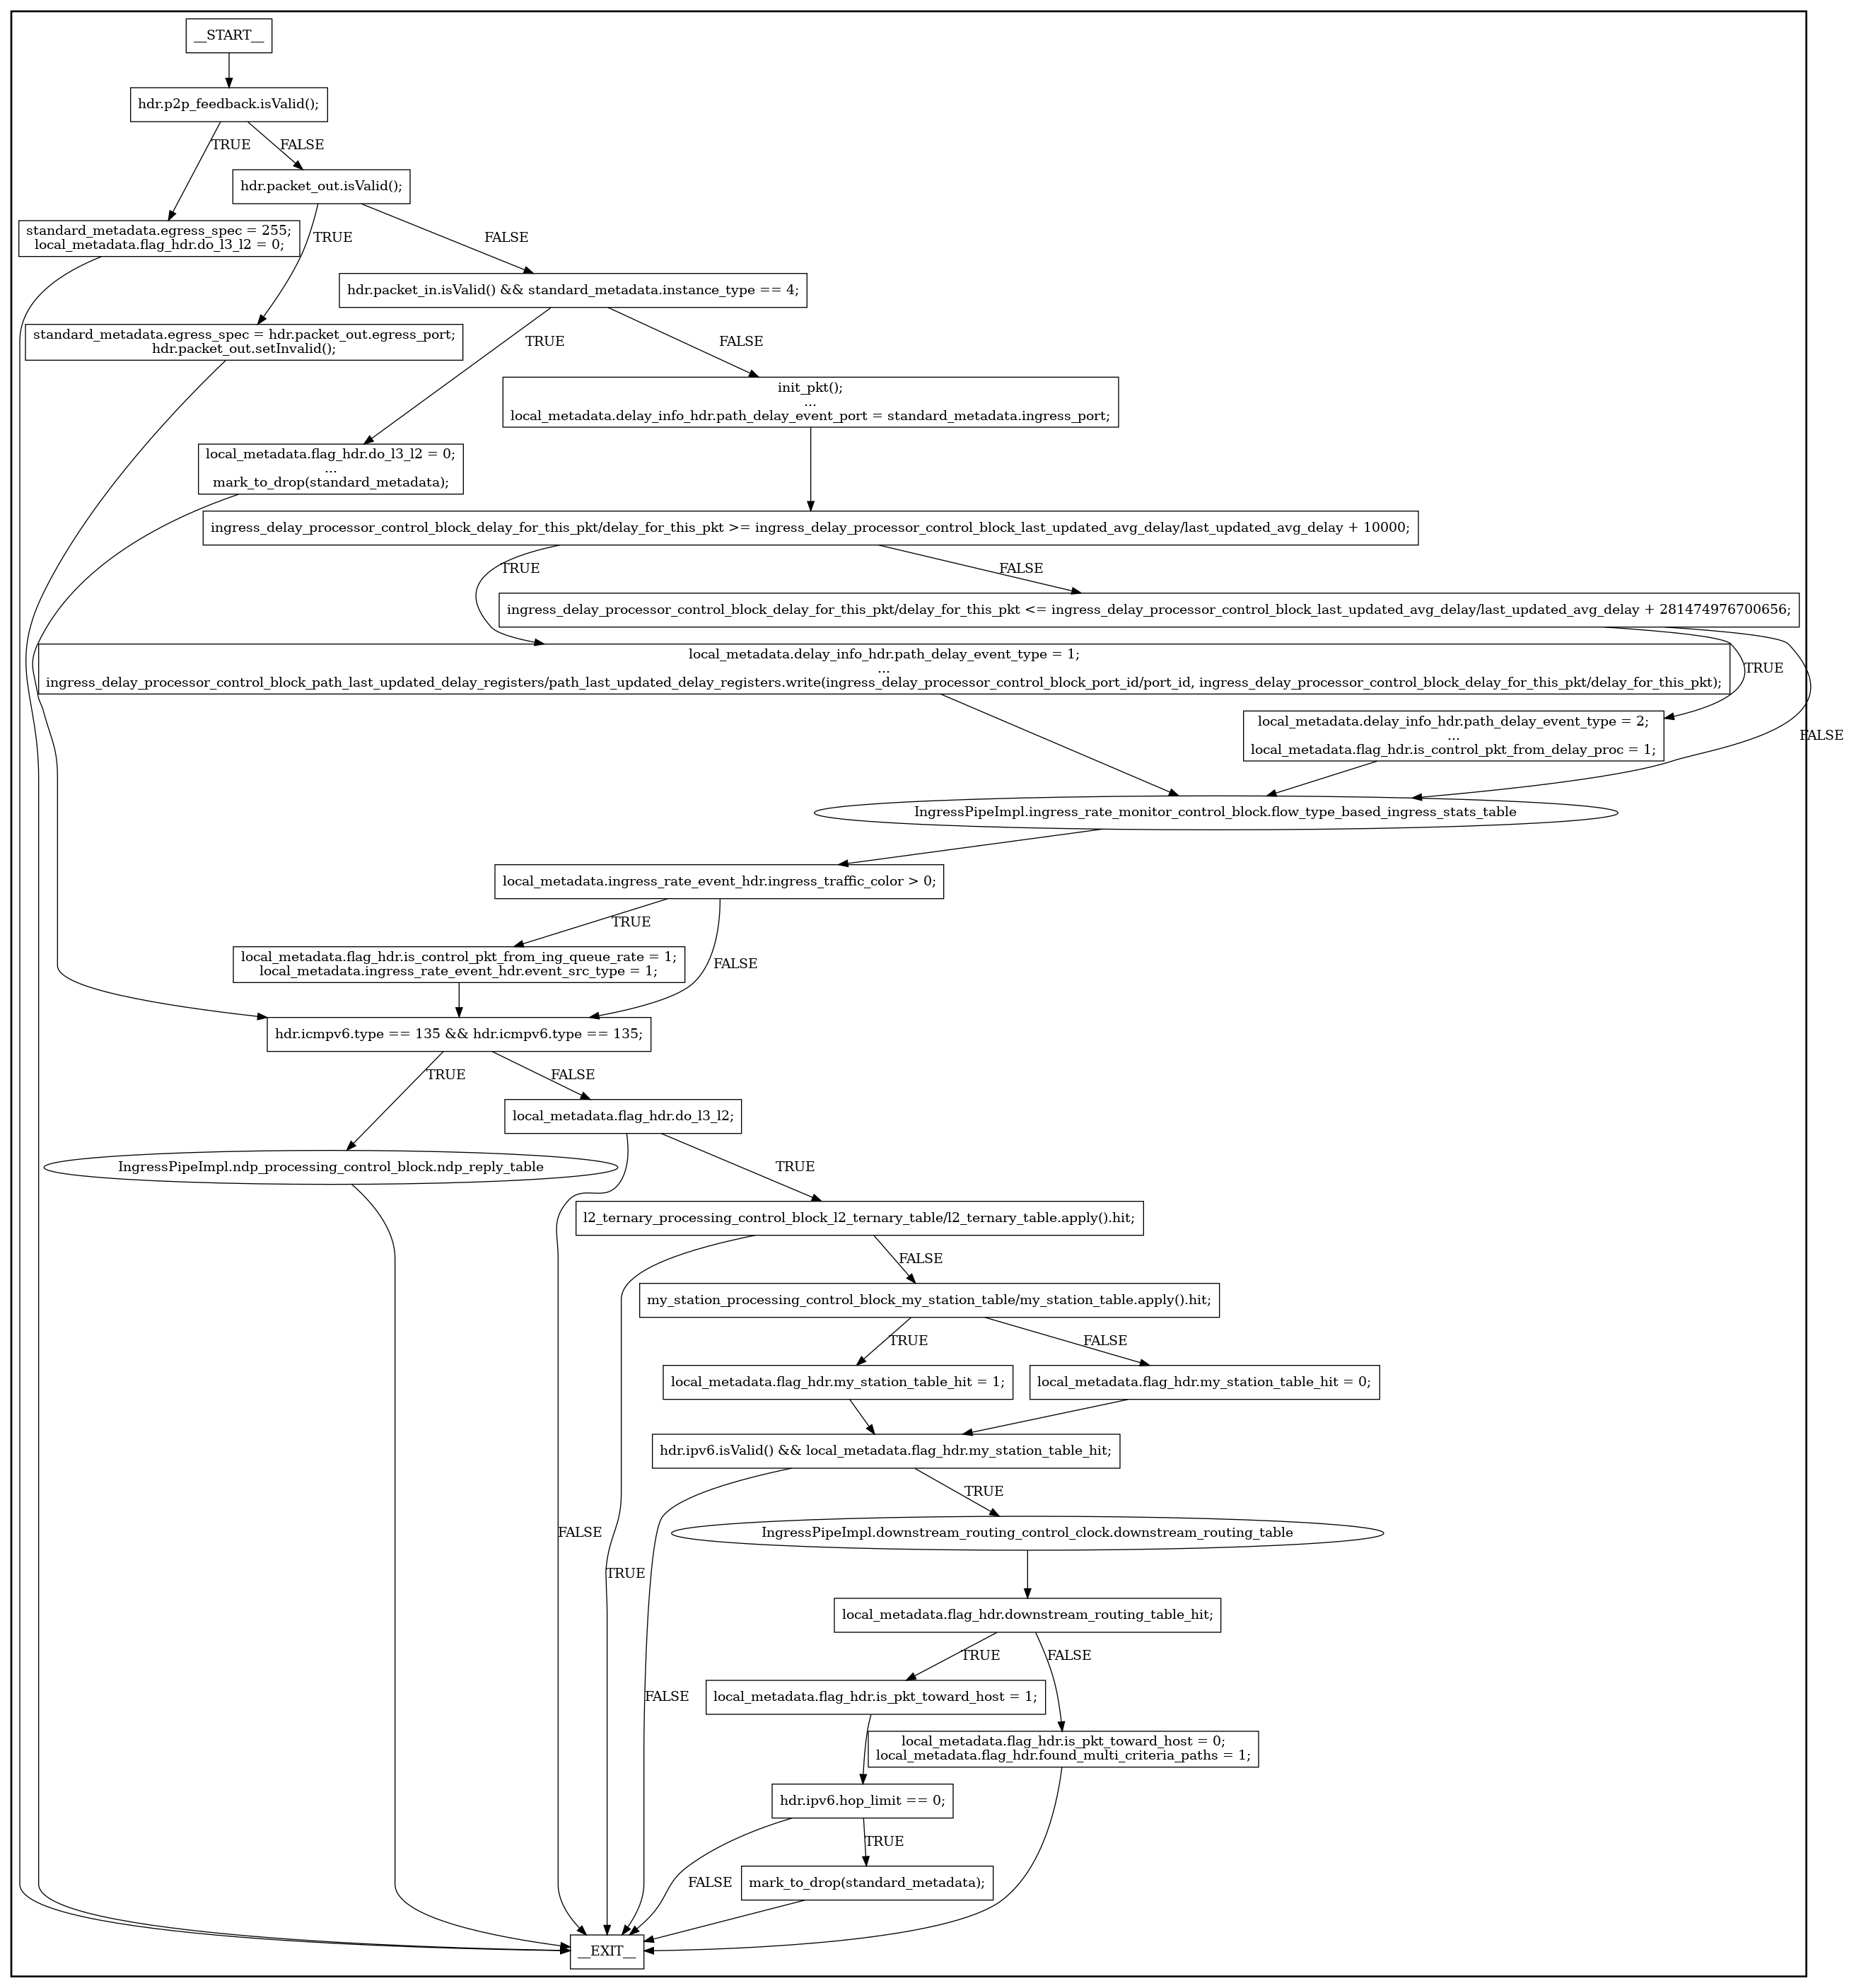 __START__
hdr.p2p_feedback.isValid();
TRUE
FALSE
hdr.packet_out.isValid();
standard_metadata.egress_spec = 255;
local_metadata.flag_hdr.do_l3_l2 = 0;
TRUE
FALSE
hdr.packet_in.isValid() && standard_metadata.instance_type == 4;
standard_metadata.egress_spec = hdr.packet_out.egress_port;
hdr.packet_out.setInvalid();
TRUE
FALSE
init_pkt();
...
local_metadata.delay_info_hdr.path_delay_event_port = standard_metadata.ingress_port;
local_metadata.flag_hdr.do_l3_l2 = 0;
...
mark_to_drop(standard_metadata);
ingress_delay_processor_control_block_delay_for_this_pkt/delay_for_this_pkt >= ingress_delay_processor_control_block_last_updated_avg_delay/last_updated_avg_delay + 10000;
TRUE
FALSE
ingress_delay_processor_control_block_delay_for_this_pkt/delay_for_this_pkt <= ingress_delay_processor_control_block_last_updated_avg_delay/last_updated_avg_delay + 281474976700656;
local_metadata.delay_info_hdr.path_delay_event_type = 1;
...
ingress_delay_processor_control_block_path_last_updated_delay_registers/path_last_updated_delay_registers.write(ingress_delay_processor_control_block_port_id/port_id, ingress_delay_processor_control_block_delay_for_this_pkt/delay_for_this_pkt);
TRUE
local_metadata.delay_info_hdr.path_delay_event_type = 2;
...
local_metadata.flag_hdr.is_control_pkt_from_delay_proc = 1;
FALSE
IngressPipeImpl.ingress_rate_monitor_control_block.flow_type_based_ingress_stats_table
local_metadata.ingress_rate_event_hdr.ingress_traffic_color > 0;
TRUE
local_metadata.flag_hdr.is_control_pkt_from_ing_queue_rate = 1;
local_metadata.ingress_rate_event_hdr.event_src_type = 1;
FALSE
hdr.icmpv6.type == 135 && hdr.icmpv6.type == 135;
TRUE
FALSE
local_metadata.flag_hdr.do_l3_l2;
IngressPipeImpl.ndp_processing_control_block.ndp_reply_table
TRUE
l2_ternary_processing_control_block_l2_ternary_table/l2_ternary_table.apply().hit;
FALSE
my_station_processing_control_block_my_station_table/my_station_table.apply().hit;
TRUE
FALSE
local_metadata.flag_hdr.my_station_table_hit = 1;
local_metadata.flag_hdr.my_station_table_hit = 0;
hdr.ipv6.isValid() && local_metadata.flag_hdr.my_station_table_hit;
TRUE
FALSE
IngressPipeImpl.downstream_routing_control_clock.downstream_routing_table
TRUE
local_metadata.flag_hdr.downstream_routing_table_hit;
TRUE
FALSE
FALSE
local_metadata.flag_hdr.is_pkt_toward_host = 1;
local_metadata.flag_hdr.is_pkt_toward_host = 0;
local_metadata.flag_hdr.found_multi_criteria_paths = 1;
hdr.ipv6.hop_limit == 0;
TRUE
FALSE
mark_to_drop(standard_metadata);
__EXIT__